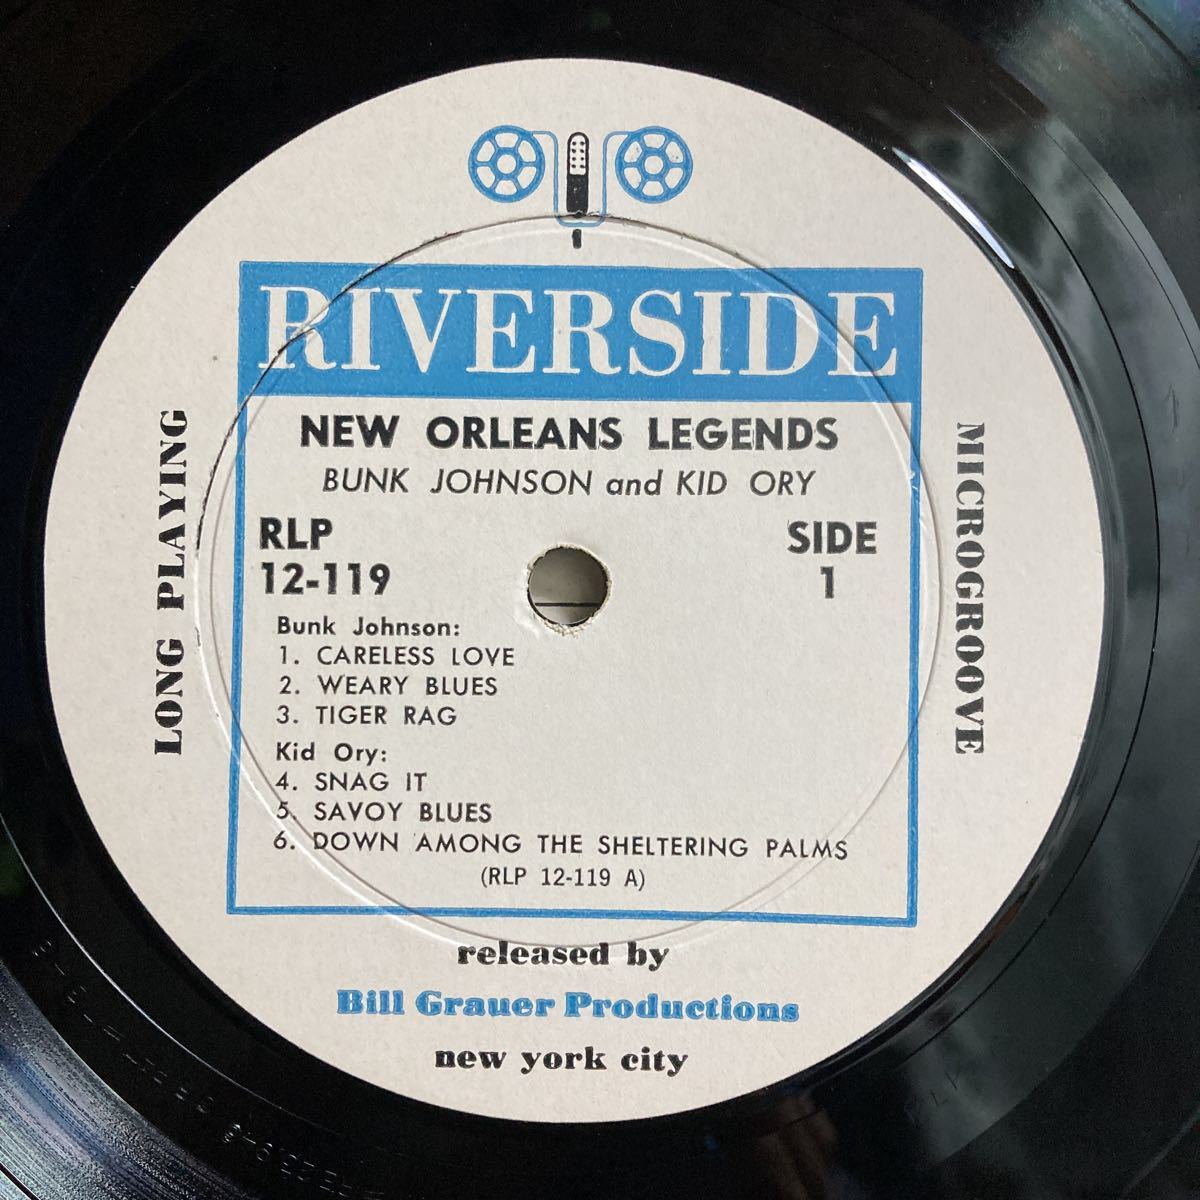 RIVERSIDE
NEW ORLEANS LEGENDS
BUNK JOHNSON and KID ORY
RLP
12-119
SIDE
1
Bunk Johnson:
1. CARELESS LOVE
2. WEARY BLUES
3. TIGER RAG
Kid Ory:
4. SNAG IT
5. SAVOY BLUES
6. DOWN AMONG THE SHELTERING PALMS
(RLP 12-119 A)
LONG PLAYING
MICROGROOVE
released by
Bill Grauer Productions
new york city